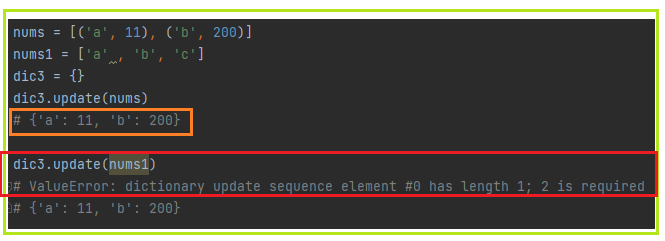 nums = [('a', 11), ('b', 200)]
nums1 = ['a' , 'b', 'c']
dic3 = {}
dic3.update(nums)
# {'a': 11, 'b': 200}
dic3.update(nums1)
# ValueError: dictionary update sequence element #0 has length 1; 2 is required
# {'a': 11, 'b': 200}